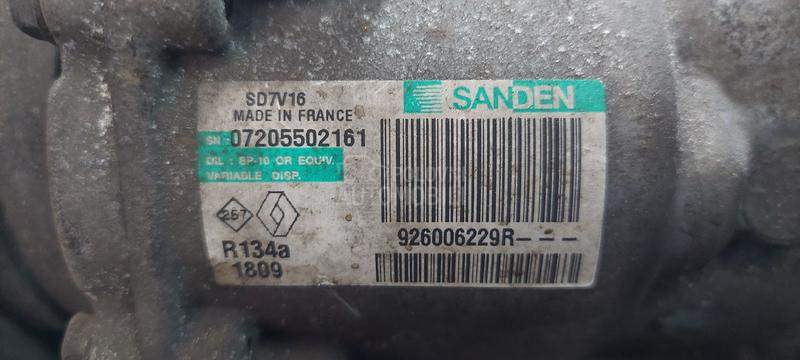 SD7V16
MADE IN FRANCE
SN: 07205502161
OIL : SP-10 OR EQUIV.
VARIABLE DISP.
SANDEN
257
R134a
1809
926006229R- - -